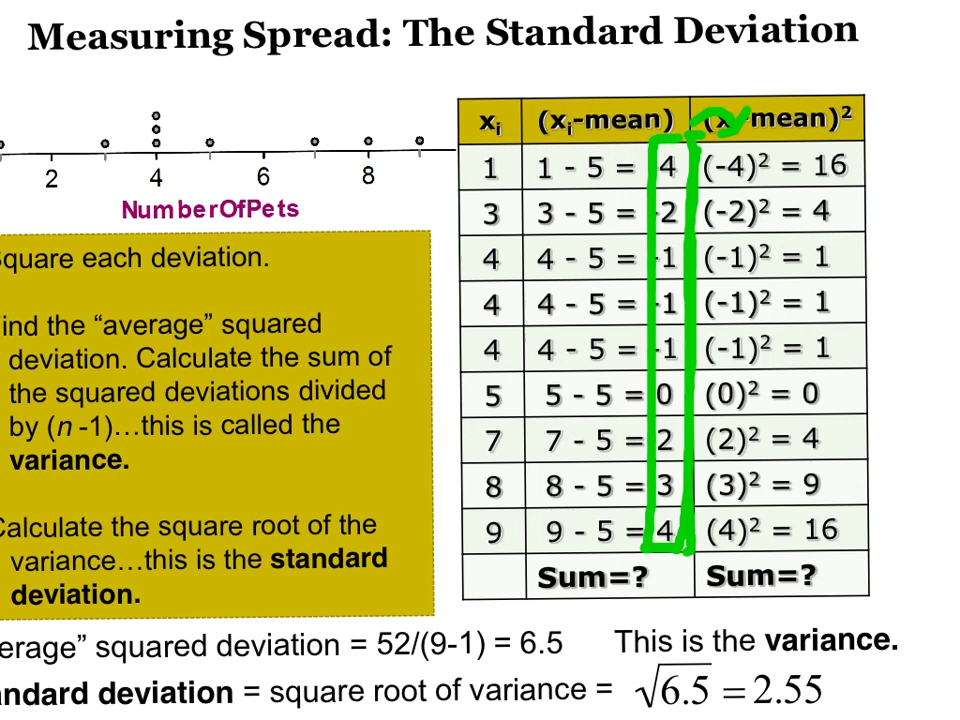 Measuring Spread: The Standard Deviation
2 4 6 8
NumberOfPets
quare each deviation.
ind the “average” squared
deviation. Calculate the sum of
the squared deviations divided
by (n -1)…this is called the
variance.
Calculate the square root of the
variance…this is the standard
deviation.
xᵢ (xᵢ-mean) (x -mean)²
1 1 - 5 = 4 (-4)² = 16
3 3 - 5 = -2 (-2)² = 4
4 4 - 5 = -1 (-1)² = 1
4 4 - 5 = -1 (-1)² = 1
4 4 - 5 = -1 (-1)² = 1
5 5 - 5 = 0 (0)² = 0
7 7 - 5 = 2 (2)² = 4
8 8 - 5 = 3 (3)² = 9
9 9 - 5 = 4 (4)² = 16
Sum=? Sum=?
erage” squared deviation = 52/(9-1) = 6.5 This is the variance.
andard deviation = square root of variance = √6.5 = 2.55